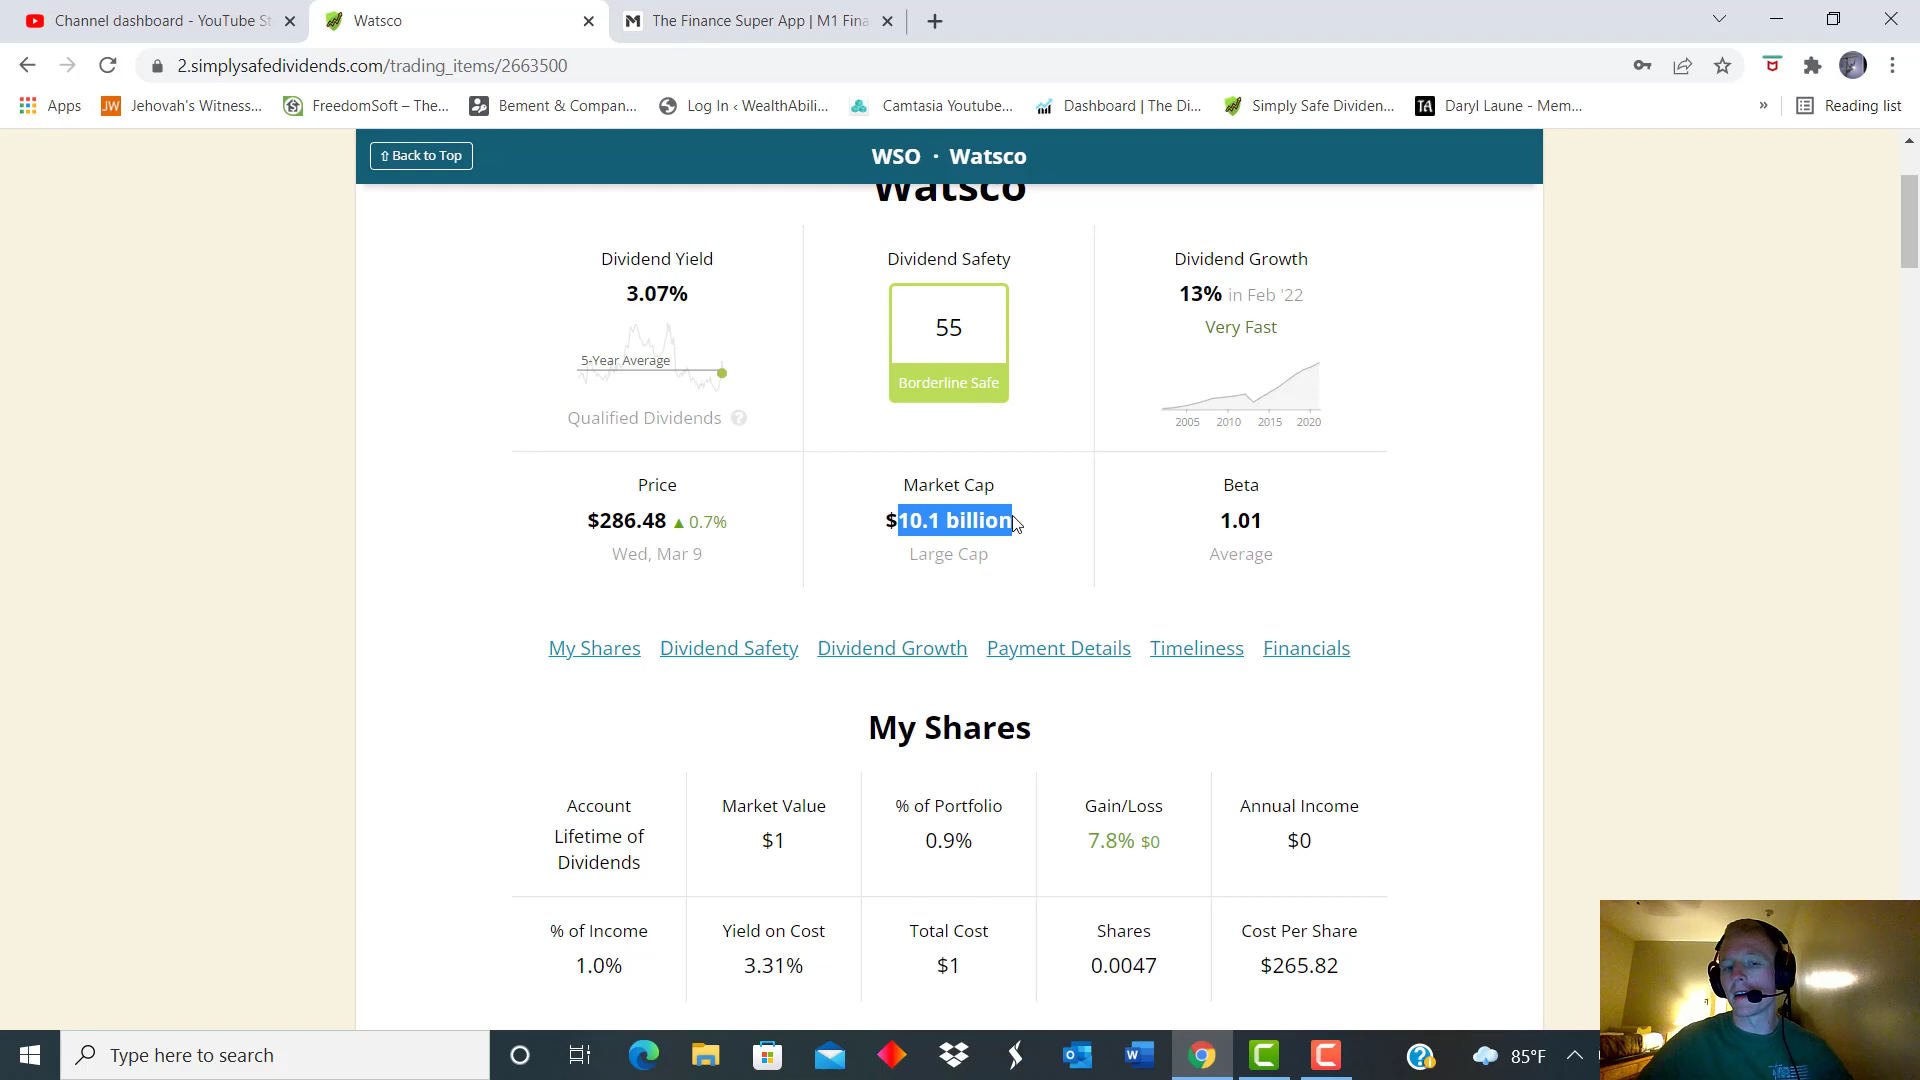 Channel dashboard - YouTube St
Watsco
The Finance Super App | M1 Fina
2.simplysafedividends.com/trading_items/2663500
Apps
JW Jehovah's Witness...
FreedomSoft – The...
Bement & Compan...
Log In ‹ WealthAbili...
Camtasia Youtube...
Dashboard | The Di...
Simply Safe Dividen...
TA Daryl Laune - Mem...
»
Reading list
⇧ Back to Top
WSO · Watsco
Watsco
Dividend Yield
3.07%
5-Year Average
Qualified Dividends ?
Dividend Safety
55
Borderline Safe
Dividend Growth
13% in Feb '22
Very Fast
2005 2010 2015 2020
Price
$286.48 ▲ 0.7%
Wed, Mar 9
Market Cap
$10.1 billion
Large Cap
Beta
1.01
Average
My Shares Dividend Safety Dividend Growth Payment Details Timeliness Financials
My Shares
Account
Lifetime of
Dividends
Market Value
$1
% of Portfolio
0.9%
Gain/Loss
7.8% $0
Annual Income
$0
% of Income
1.0%
Yield on Cost
3.31%
Total Cost
$1
Shares
0.0047
Cost Per Share
$265.82
Type here to search
85°F